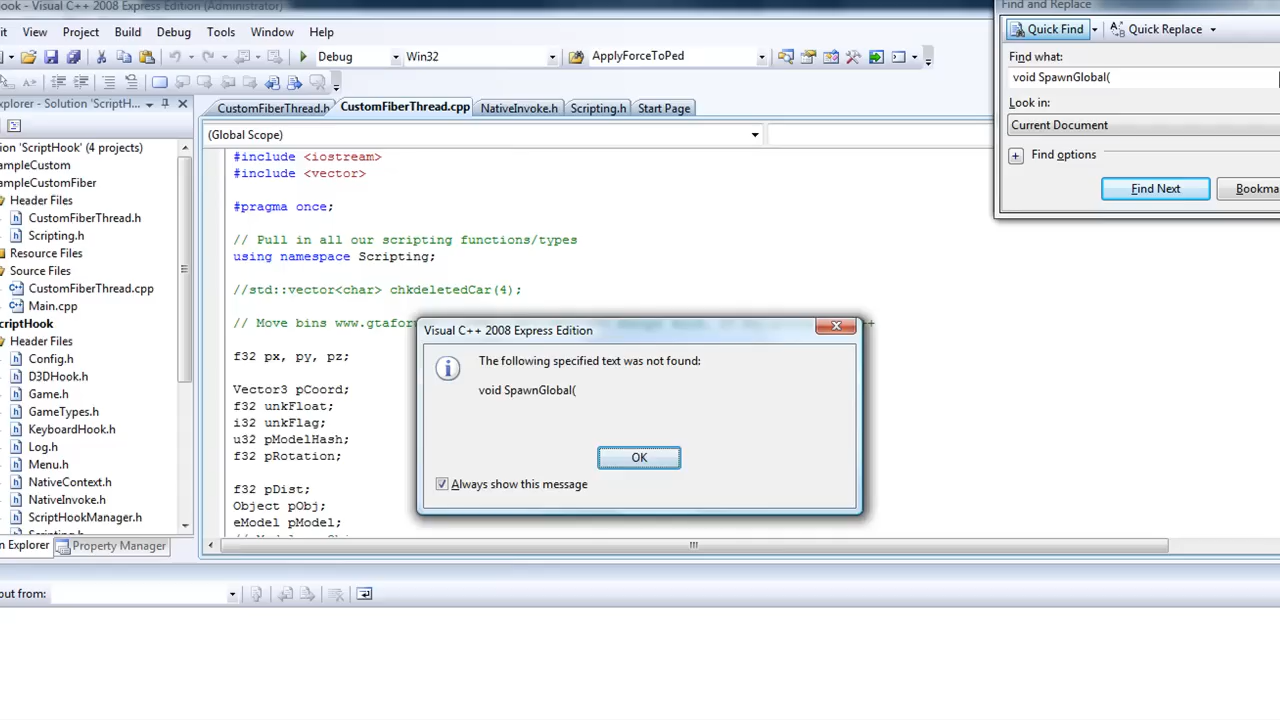 Hook - Visual C++ 2008 Express Edition (Administrator)
Find and Replace
it View Project Build Debug Tools Window Help
Quick Find Quick Replace
Debug Win32 ApplyForceToPed
Find what:
void SpawnGlobal(
Look in:
Current Document
Find options
Find Next Bookma
Explorer - Solution 'ScriptH...
CustomFiberThread.h CustomFiberThread.cpp NativeInvoke.h Scripting.h Start Page
(Global Scope)
ion 'ScriptHook' (4 projects)
ampleCustom
ampleCustomFiber
Header Files
CustomFiberThread.h
Scripting.h
Resource Files
Source Files
CustomFiberThread.cpp
Main.cpp
criptHook
Header Files
Config.h
D3DHook.h
Game.h
GameTypes.h
KeyboardHook.h
Log.h
Menu.h
NativeContext.h
NativeInvoke.h
ScriptHookManager.h
n Explorer Property Manager
#include <iostream>
#include <vector>
#pragma once;
// Pull in all our scripting functions/types
using namespace Scripting;
//std::vector<char> chkdeletedCar(4);
// Move bins www.gtafor
f32 px, py, pz;
Vector3 pCoord;
f32 unkFloat;
i32 unkFlag;
u32 pModelHash;
f32 pRotation;
f32 pDist;
Object pObj;
eModel pModel;
Visual C++ 2008 Express Edition
The following specified text was not found:
void SpawnGlobal(
OK
Always show this message
put from: